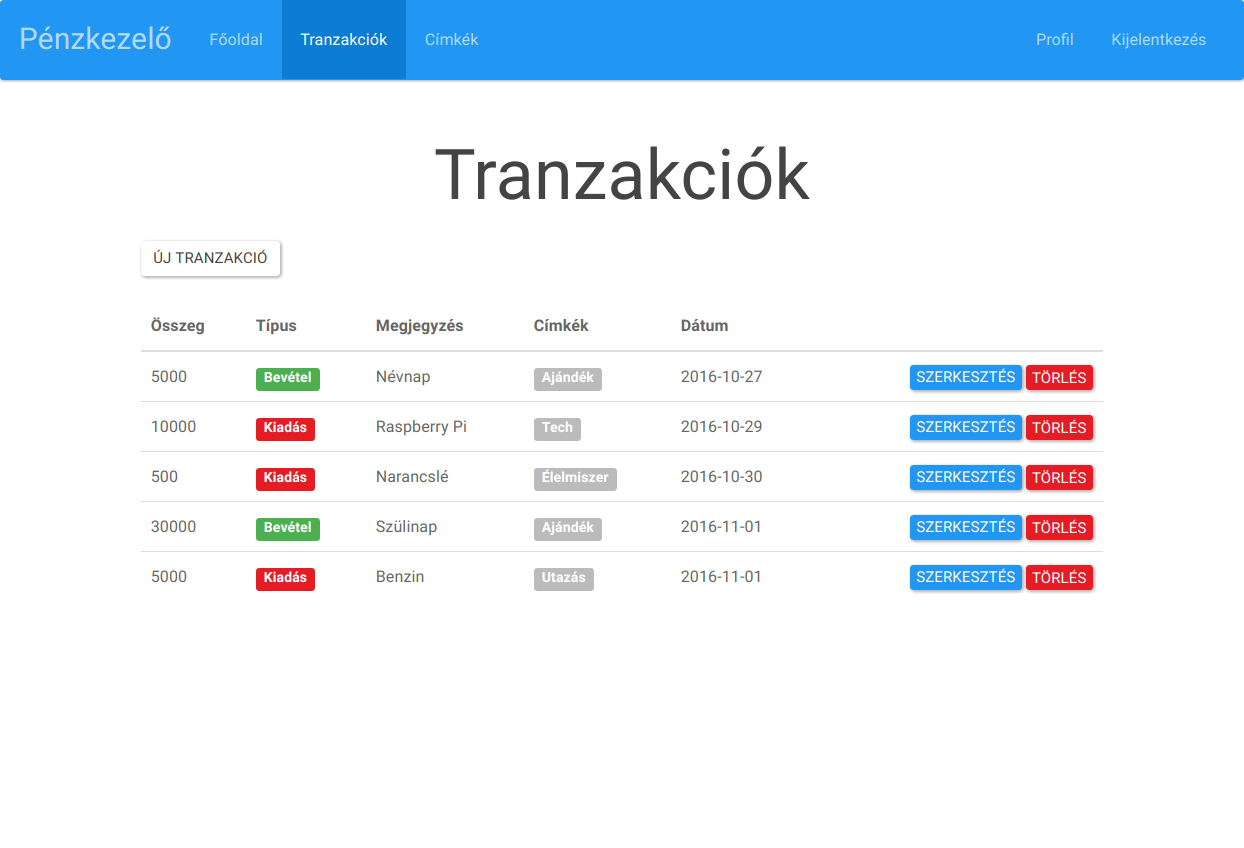 Pénzkezelő Főoldal Tranzakciók Címkék Profil Kijelentkezés
Tranzakciók
ÚJ TRANZAKCIÓ
Összeg Típus Megjegyzés Címkék Dátum
5000 Bevétel Névnap Ajándék 2016-10-27 SZERKESZTÉS TÖRLÉS
10000 Kiadás Raspberry Pi Tech 2016-10-29 SZERKESZTÉS TÖRLÉS
500 Kiadás Narancslé Élelmiszer 2016-10-30 SZERKESZTÉS TÖRLÉS
30000 Bevétel Szülinap Ajándék 2016-11-01 SZERKESZTÉS TÖRLÉS
5000 Kiadás Benzin Utazás 2016-11-01 SZERKESZTÉS TÖRLÉS